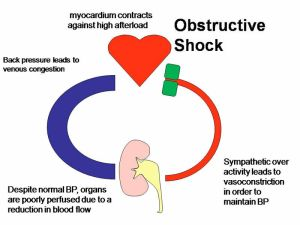 myocardium contracts
against high afterload
Obstructive
Shock
Back pressure leads to
venous congestion
Sympathetic over
activity leads to
vasoconstriction
in order to
maintain BP
Despite normal BP, organs
are poorly perfused due to a
reduction in blood flow